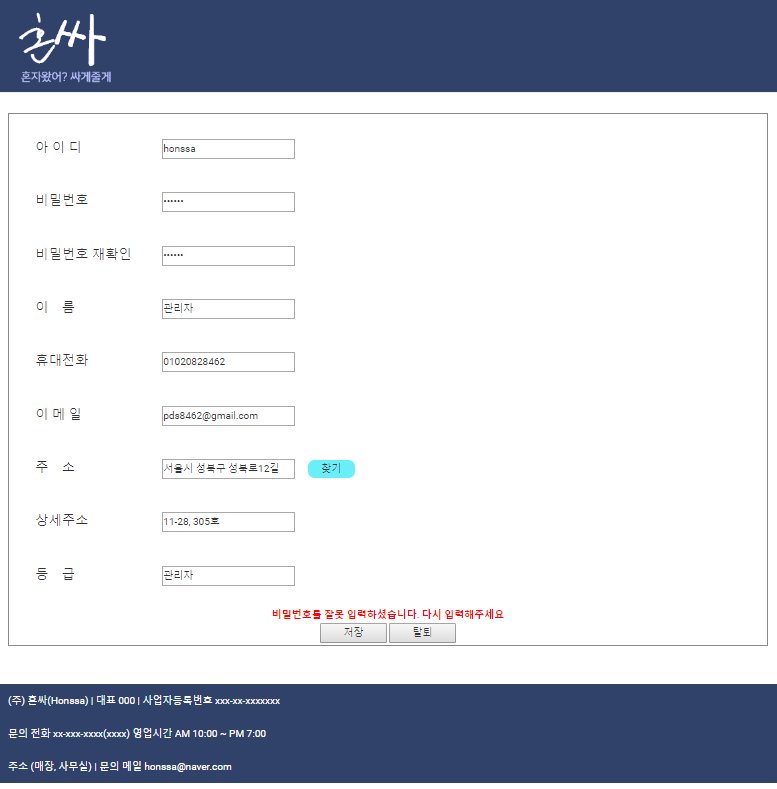 혼싸
혼자왔어? 싸게줄게
아 이 디 honssa
비밀번호 ······
비밀번호 재확인 ······
이 름 관리자
휴대전화 01020828462
이 메 일 pds8462@gmail.com
주 소 서울시 성북구 성북로12길 찾기
상세주소 11-28, 305호
등 급 관리자
비밀번호를 잘못 입력하셨습니다. 다시 입력해주세요
저장 탈퇴
(주) 혼싸(Honssa) | 대표 000 | 사업자등록번호 xxx-xx-xxxxxxx
문의 전화 xx-xxx-xxxx(xxxx) 영업시간 AM 10:00 ~ PM 7:00
주소 (매장, 사무실) | 문의 메일 honssa@naver.com